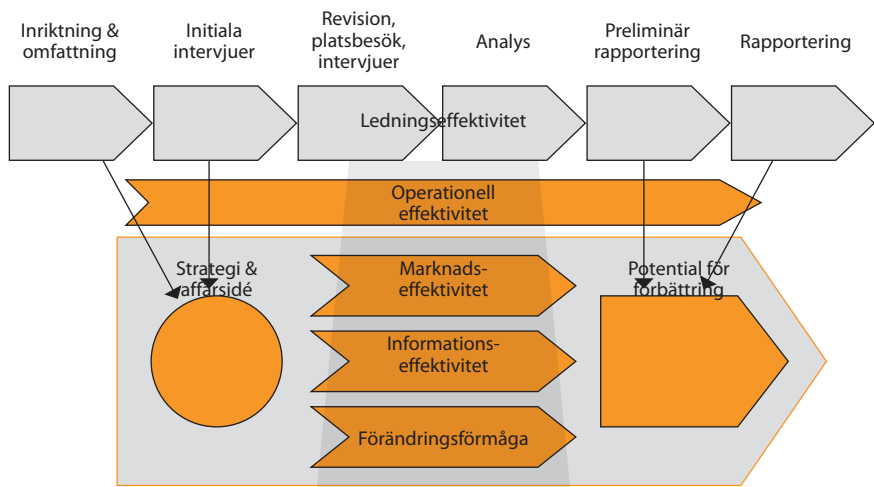 Inriktning &
omfattning
Initiala
intervjuer
Revision,
platsbesök,
intervjuer
Analys
Preliminär
rapportering
Rapportering
Ledningseffektivitet
Operationell
effektivitet
Strategi &
affärsidé
Marknads-
effektivitet
Potential för
förbättring
Informations-
effektivitet
Förändringsförmåga